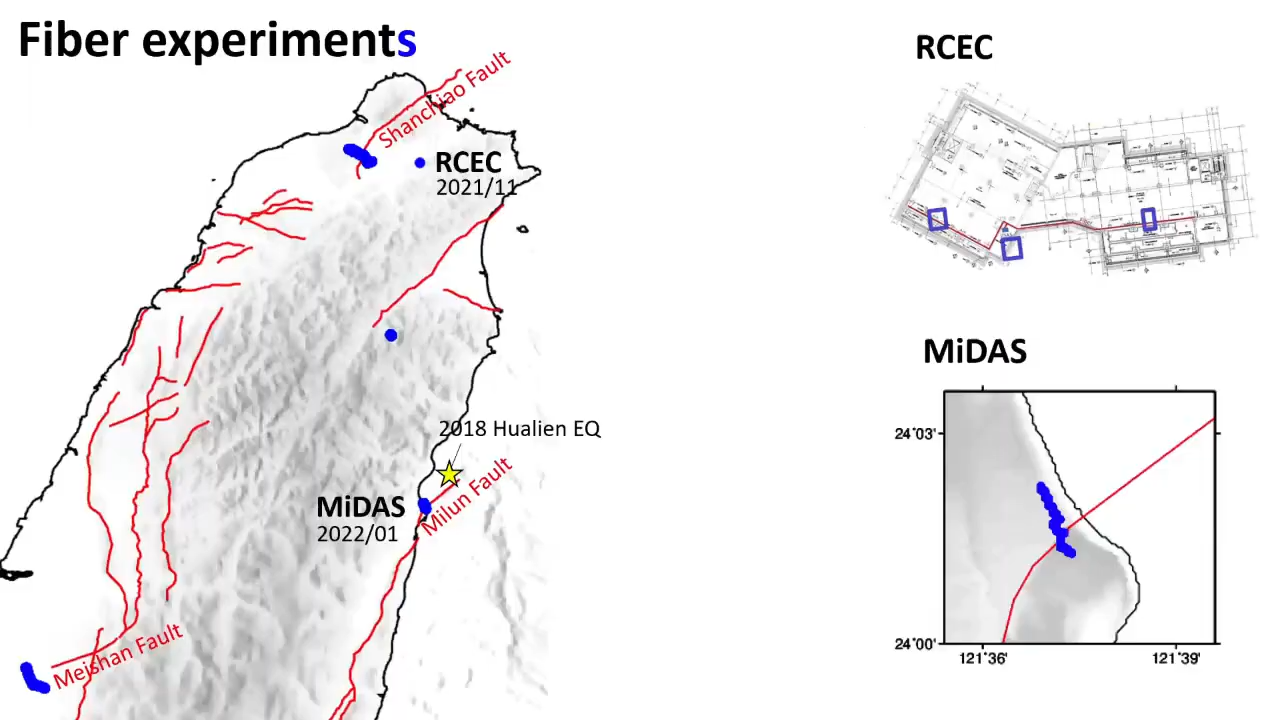 Fiber experiments
Shanchiao Fault
RCEC
2021/11
2018 Hualien EQ
Milun Fault
MiDAS
2022/01
Meishan Fault
RCEC
MiDAS
24˚03'
24˚00'
121˚36'
121˚39'